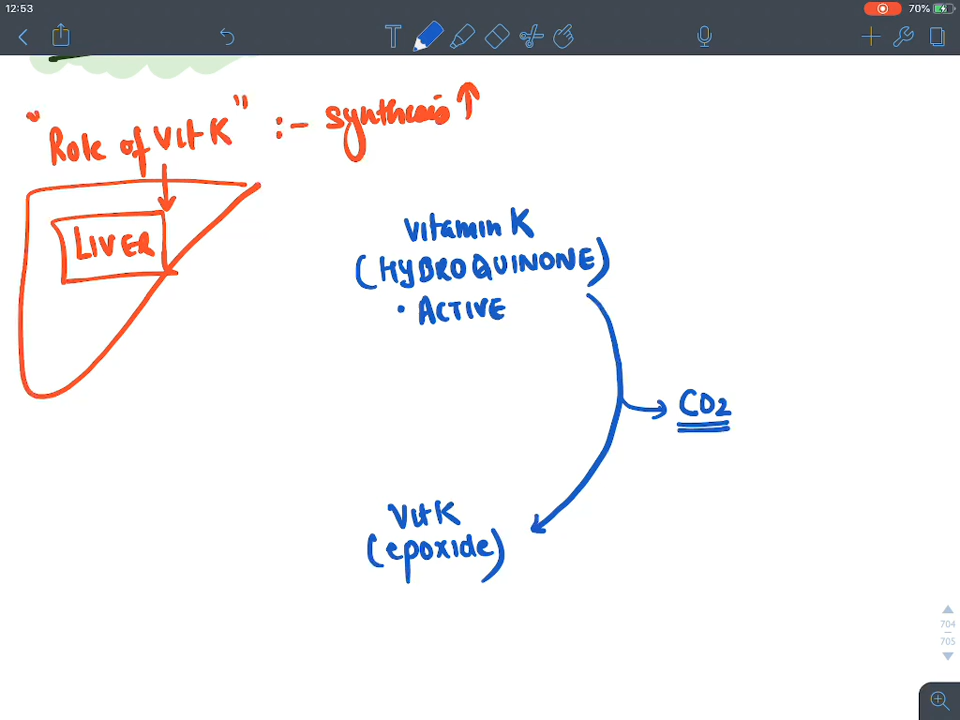 12:53
70%
T
"Role of Vit K" :- synthesis ↑
LIVER
Vitamin K
(HYDROQUINONE)
• ACTIVE
CO2
Vit K
(epoxide)
704
705